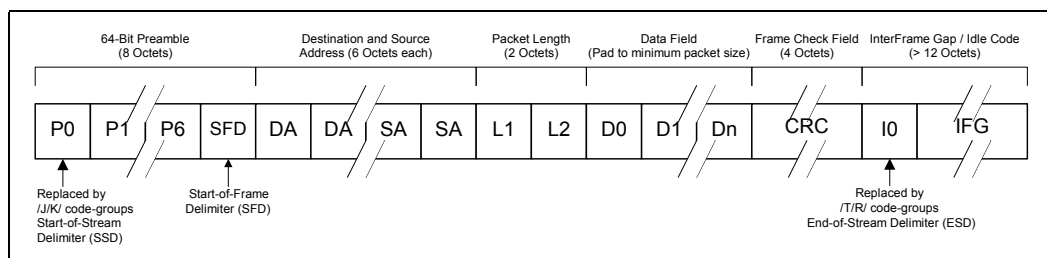 64-Bit Preamble
(8 Octets)
Destination and Source
Address (6 Octets each)
Packet Length
(2 Octets)
Data Field
(Pad to minimum packet size)
Frame Check Field
(4 Octets)
InterFrame Gap / Idle Code
(> 12 Octets)
P0 P1 P6 SFD DA DA SA SA L1 L2 D0 D1 Dn CRC I0 IFG
Replaced by
/J/K/ code-groups
Start-of-Stream
Delimiter (SSD)
Start-of-Frame
Delimiter (SFD)
Replaced by
/T/R/ code-groups
End-of-Stream Delimiter (ESD)